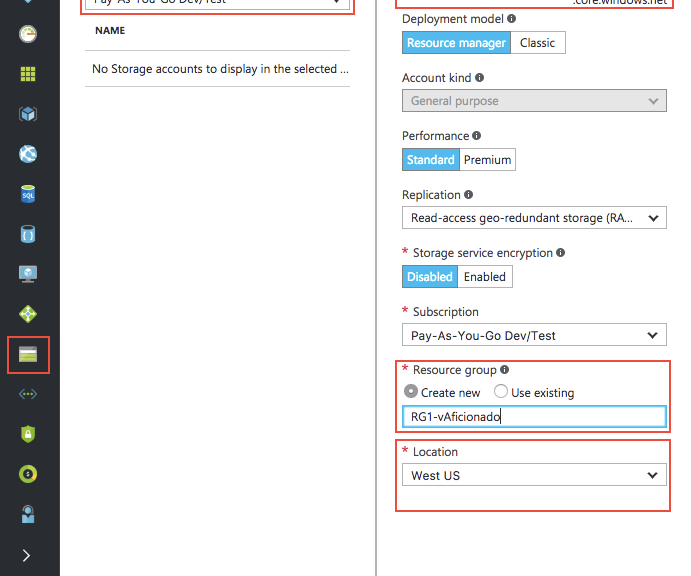 Pay-As-You-Go Dev/Test
NAME
No Storage accounts to display in the selected ...
.core.windows.net
Deployment model
Resource manager Classic
Account kind
General purpose
Performance
Standard Premium
Replication
Read-access geo-redundant storage (RA...
* Storage service encryption
Disabled Enabled
* Subscription
Pay-As-You-Go Dev/Test
* Resource group
Create new Use existing
RG1-vAficionado
* Location
West US
SQL